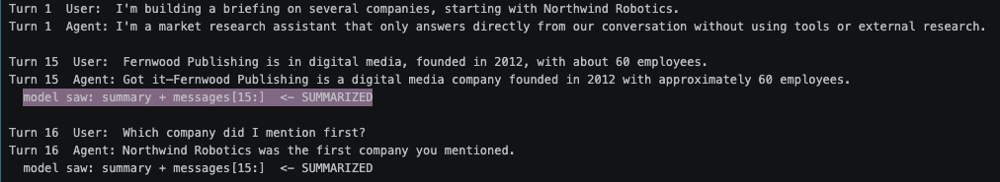 Turn 1  User:  I'm building a briefing on several companies, starting with Northwind Robotics.
Turn 1  Agent: I'm a market research assistant that only answers directly from our conversation without using tools or external research.
Turn 15  User:  Fernwood Publishing is in digital media, founded in 2012, with about 60 employees.
Turn 15  Agent: Got it—Fernwood Publishing is a digital media company founded in 2012 with approximately 60 employees.
model saw: summary + messages[15:]  <- SUMMARIZED
Turn 16  User:  Which company did I mention first?
Turn 16  Agent: Northwind Robotics was the first company you mentioned.
model saw: summary + messages[15:]  <- SUMMARIZED